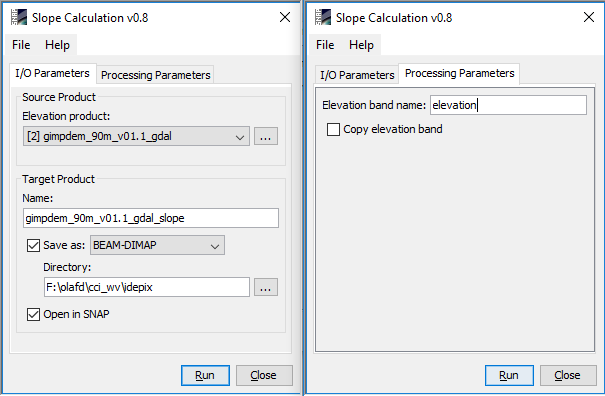 Slope Calculation v0.8
File Help
I/O Parameters Processing Parameters
Source Product
Elevation product:
[2] gimpdem_90m_v01.1_gdal ...
Target Product
Name:
gimpdem_90m_v01.1_gdal_slope
Save as: BEAM-DIMAP
Directory:
F:\olafd\cci_wv\idepix ...
Open in SNAP
Run Close
Slope Calculation v0.8
File Help
I/O Parameters Processing Parameters
Elevation band name: elevation
Copy elevation band
Run Close